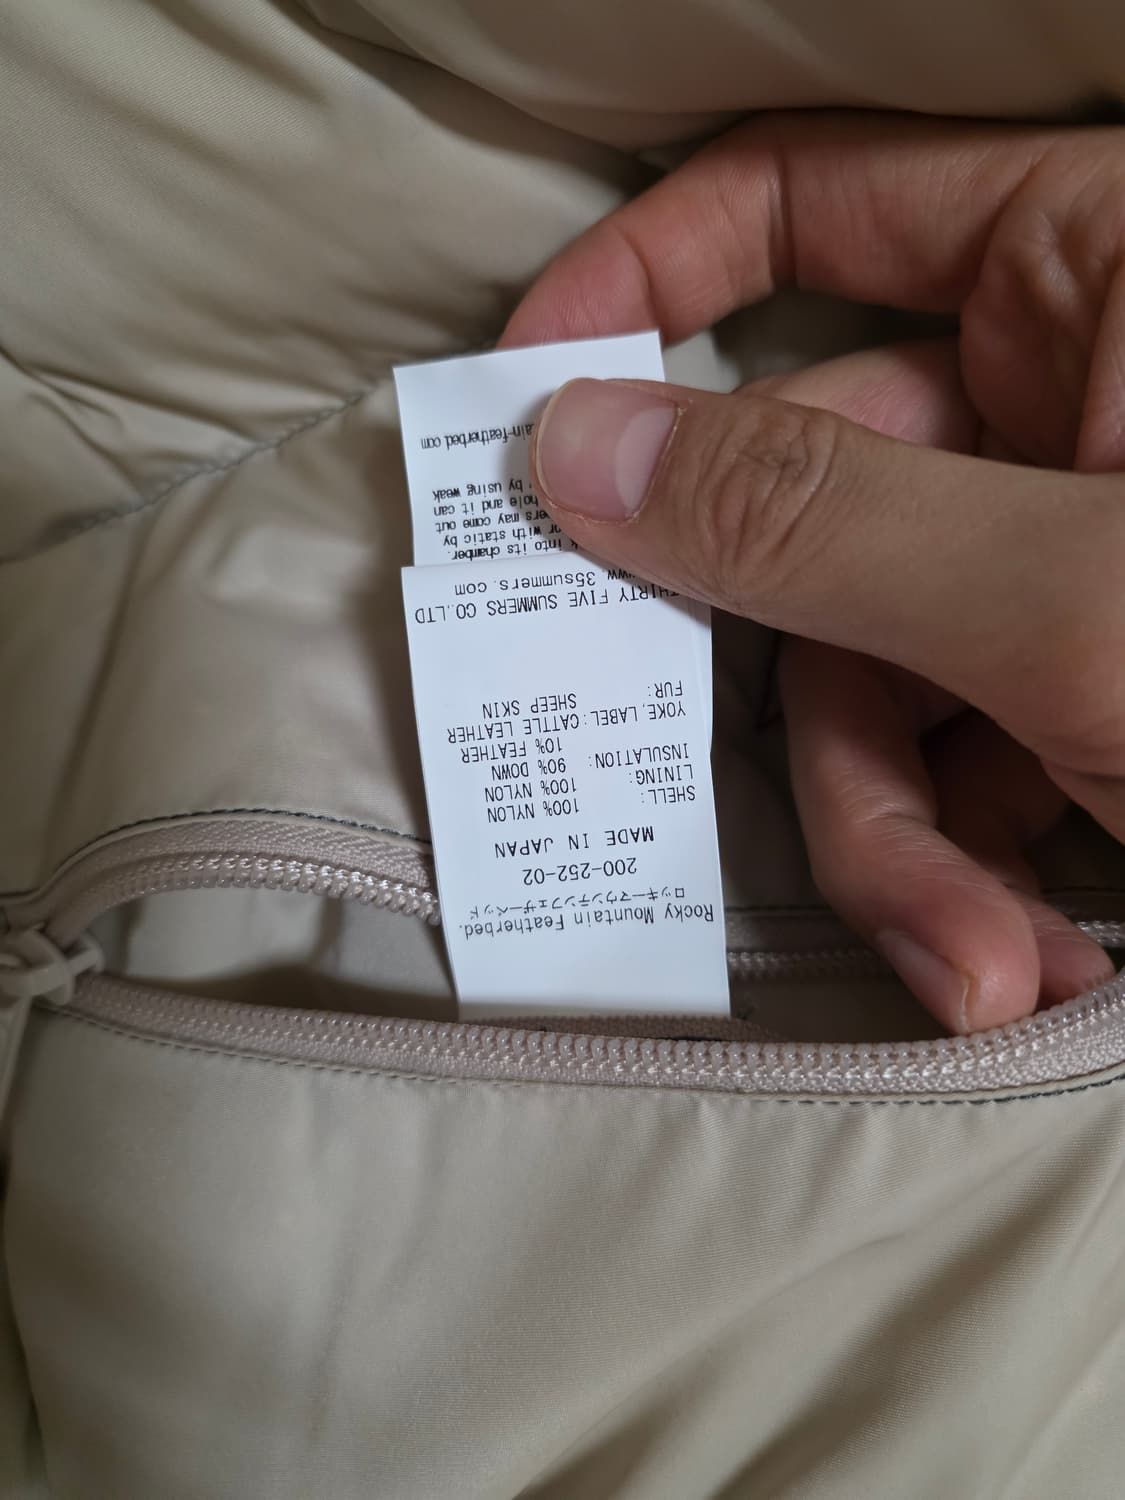 Rocky Mountain Featherbed.
ロッキーマウンテンフェザーベッド
200-252-02
MADE IN JAPAN
SHELL: 100% NYLON
LINING: 100% NYLON
INSULATION: 90% DOWN
10% FEATHER
YOKE, LABEL: CATTLE LEATHER
FUR: SHEEP SKIN
THIRTY FIVE SUMMERS CO.,LTD
www.35summers.com
into its chamber.
or with static by
may come out
hole and it can
by using weak
ain-featherbed.com